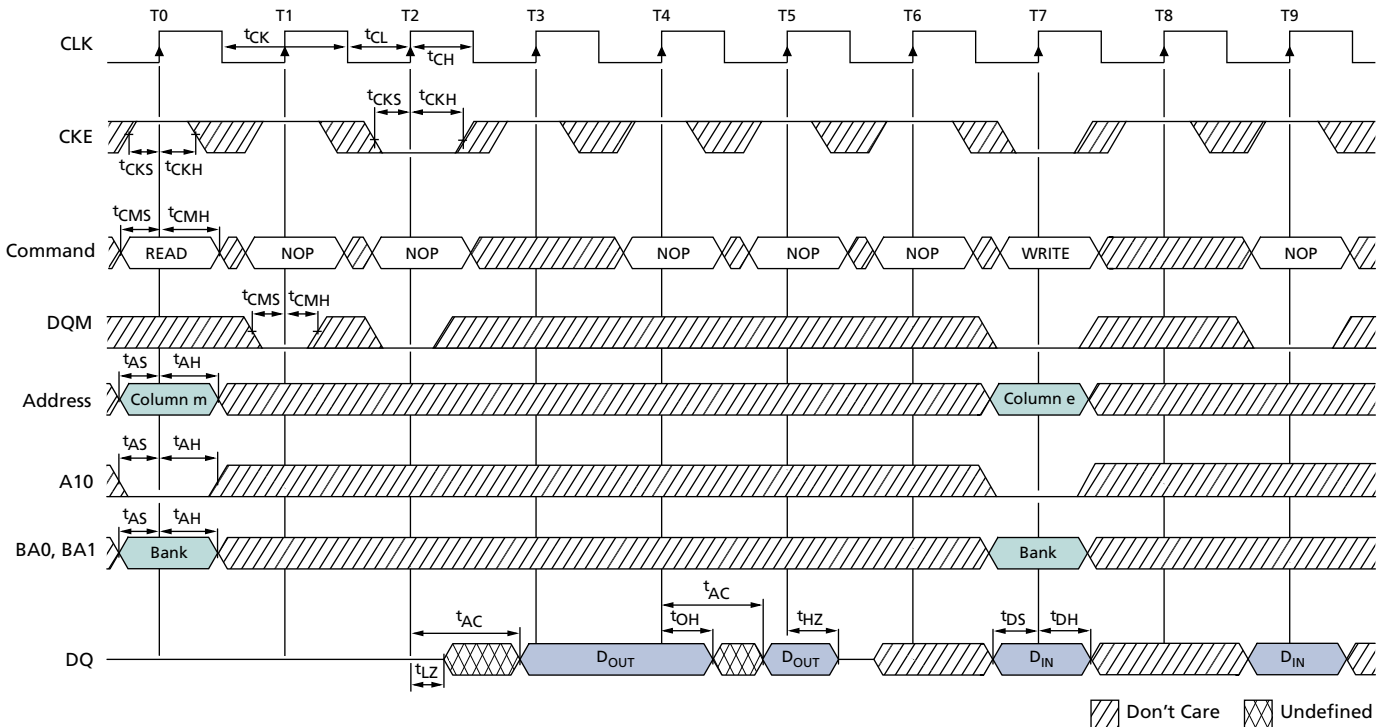 T0 T1 T2 T3 T4 T5 T6 T7 T8 T9
CLK
tCK
tCL
tCH
tCKS tCKH
CKE
tCKS tCKH
tCMS tCMH
Command READ NOP NOP NOP NOP NOP WRITE NOP
tCMS tCMH
DQM
tAS tAH
Address Column m Column e
tAS tAH
A10
tAS tAH
BA0, BA1 Bank Bank
tAC
tAC tOH tHZ tDS tDH
DQ DOUT DOUT DIN DIN
tLZ
Don't Care Undefined